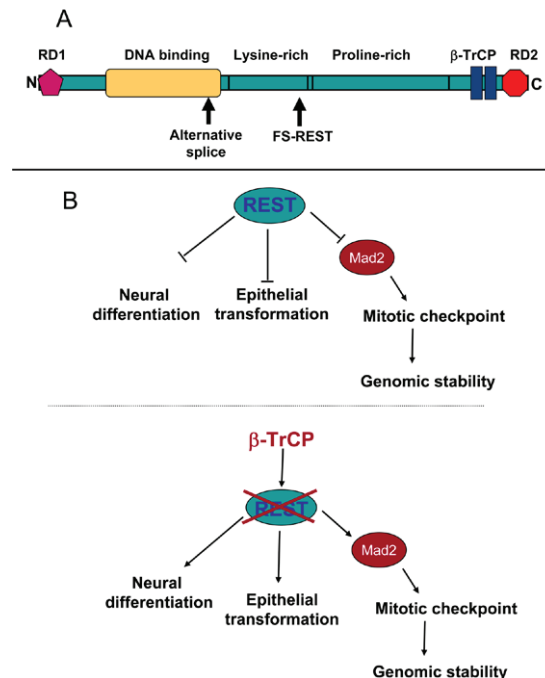 A
RD1 DNA binding Lysine-rich Proline-rich β-TrCP RD2
N C
Alternative
splice
FS-REST
B
REST
Mad2
Neural
differentiation
Epithelial
transformation
Mitotic checkpoint
Genomic stability
β-TrCP
REST
Mad2
Neural
differentiation
Epithelial
transformation
Mitotic checkpoint
Genomic stability